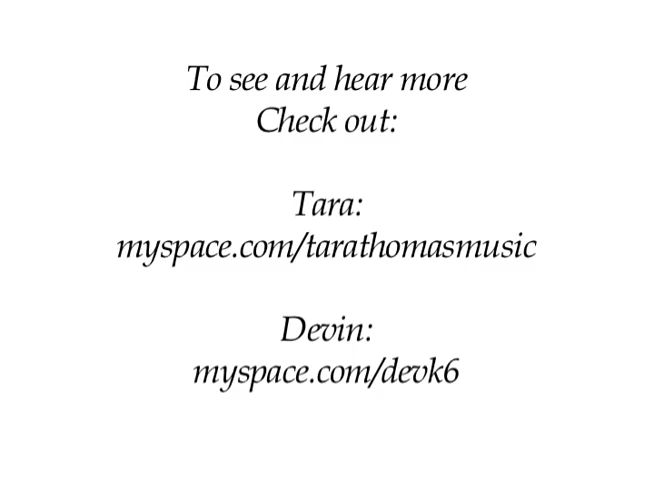 To see and hear more
Check out:
Tara:
myspace.com/tarathomasmusic
Devin:
myspace.com/devk6